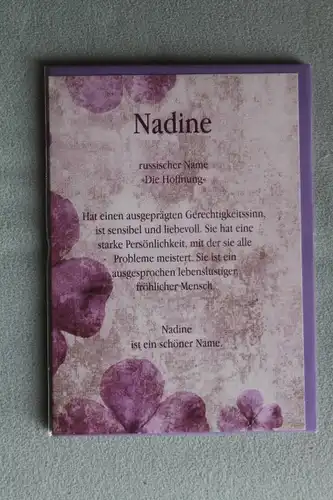 Nadine
russischer Name
»Die Hoffnung«
Hat einen ausgeprägten Gerechtigkeitssinn,
ist sensibel und liebevoll. Sie hat eine
starke Persönlichkeit, mit der sie alle
Probleme meistert. Sie ist ein
ausgesprochen lebenslustiger,
fröhlicher Mensch.
Nadine
ist ein schöner Name.